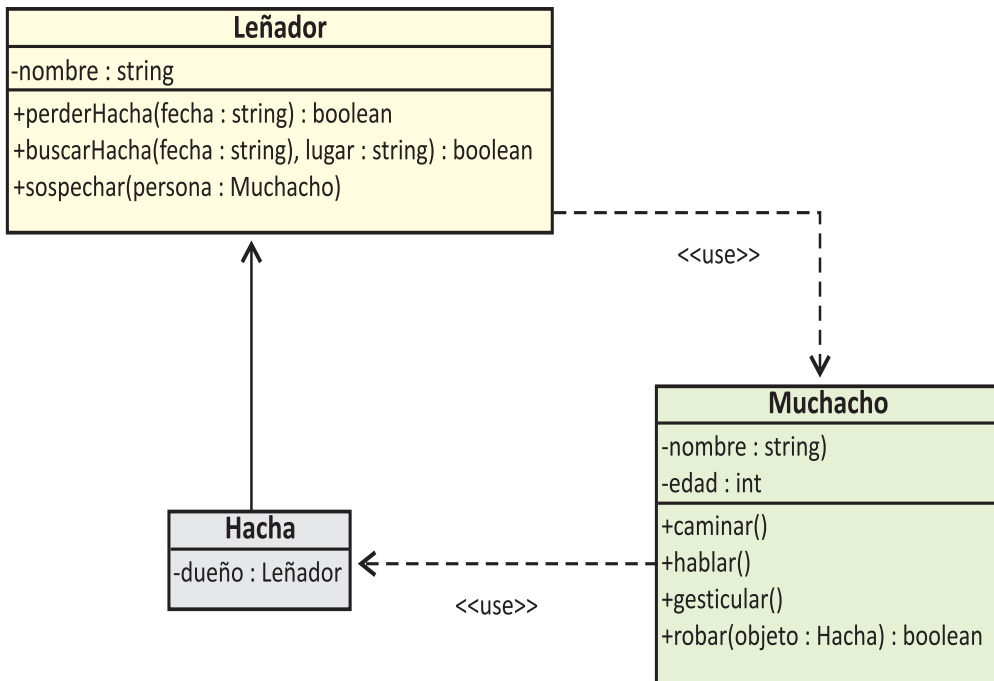 Leñador
-nombre : string
+perderHacha(fecha : string) : boolean
+buscarHacha(fecha : string), lugar : string) : boolean
+sospechar(persona : Muchacho)
<<use>>
Muchacho
-nombre : string)
-edad : int
+caminar()
+hablar()
+gesticular()
+robar(objeto : Hacha) : boolean
Hacha
-dueño : Leñador
<<use>>